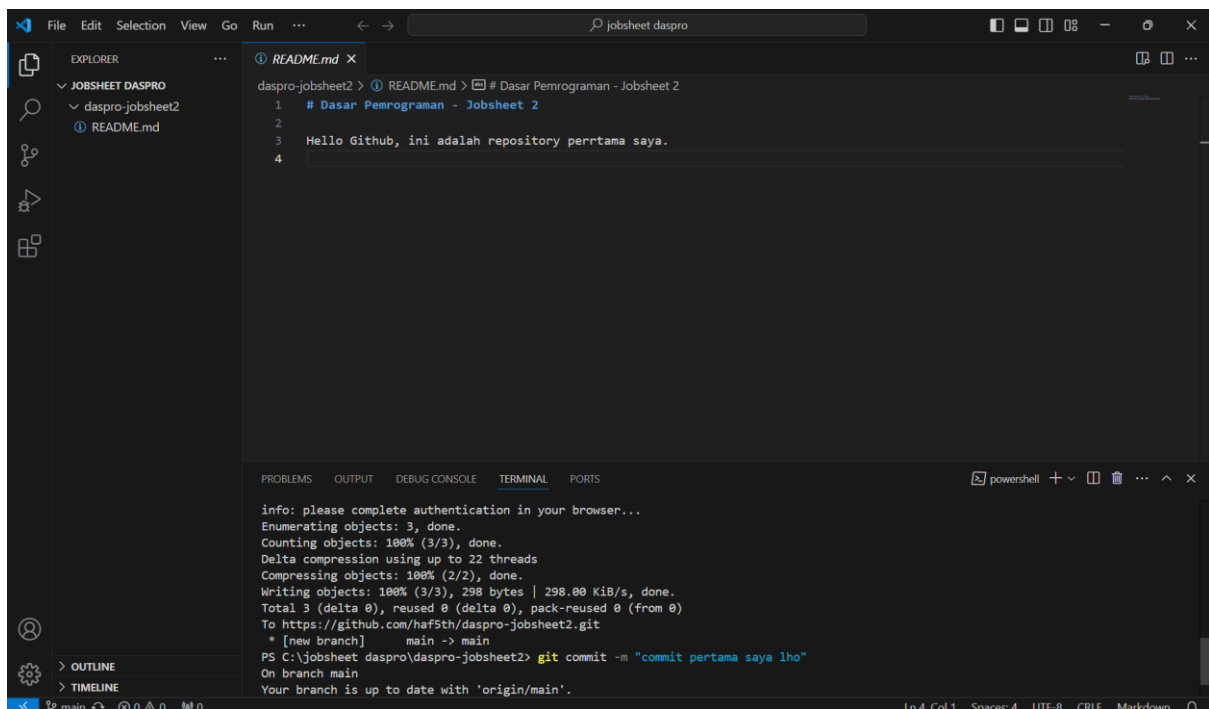 File Edit Selection View Go Run ··· ← → jobsheet daspro
EXPLORER ···
JOBSHEET DASPRO
daspro-jobsheet2
README.md
OUTLINE
TIMELINE
README.md ×
daspro-jobsheet2 > README.md > # Dasar Pemrograman - Jobsheet 2
1 # Dasar Pemrograman - Jobsheet 2
2
3 Hello Github, ini adalah repository perrtama saya.
4
PROBLEMS OUTPUT DEBUG CONSOLE TERMINAL PORTS powershell
info: please complete authentication in your browser...
Enumerating objects: 3, done.
Counting objects: 100% (3/3), done.
Delta compression using up to 22 threads
Compressing objects: 100% (2/2), done.
Writing objects: 100% (3/3), 298 bytes | 298.00 KiB/s, done.
Total 3 (delta 0), reused 0 (delta 0), pack-reused 0 (from 0)
To https://github.com/haf5th/daspro-jobsheet2.git
* [new branch] main -> main
PS C:\jobsheet daspro\daspro-jobsheet2> git commit -m "commit pertama saya lho"
On branch main
Your branch is up to date with 'origin/main'.
main 0 0 0 Ln 4, Col 1 Spaces: 4 UTF-8 CRLF Markdown